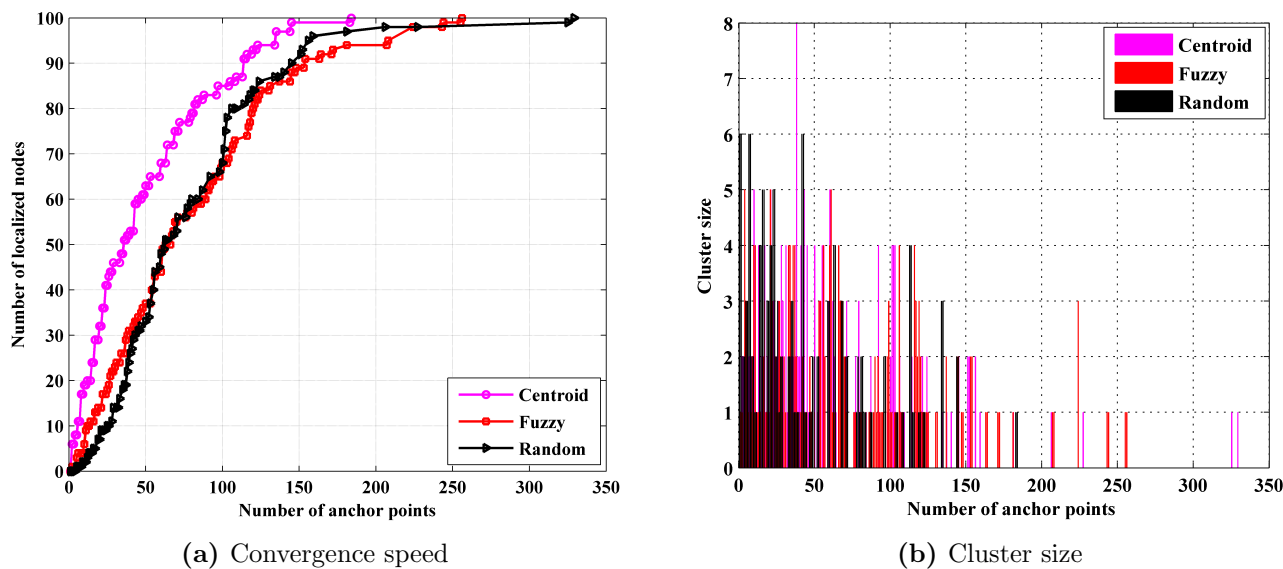 100
90
80
70
60
50
40
30
20
10
0
Number of localized nodes
0 50 100 150 200 250 300 350
Number of anchor points
Centroid
Fuzzy
Random
(a) Convergence speed
8
7
6
5
4
3
2
1
0
Cluster size
0 50 100 150 200 250 300 350
Number of anchor points
Centroid
Fuzzy
Random
(b) Cluster size